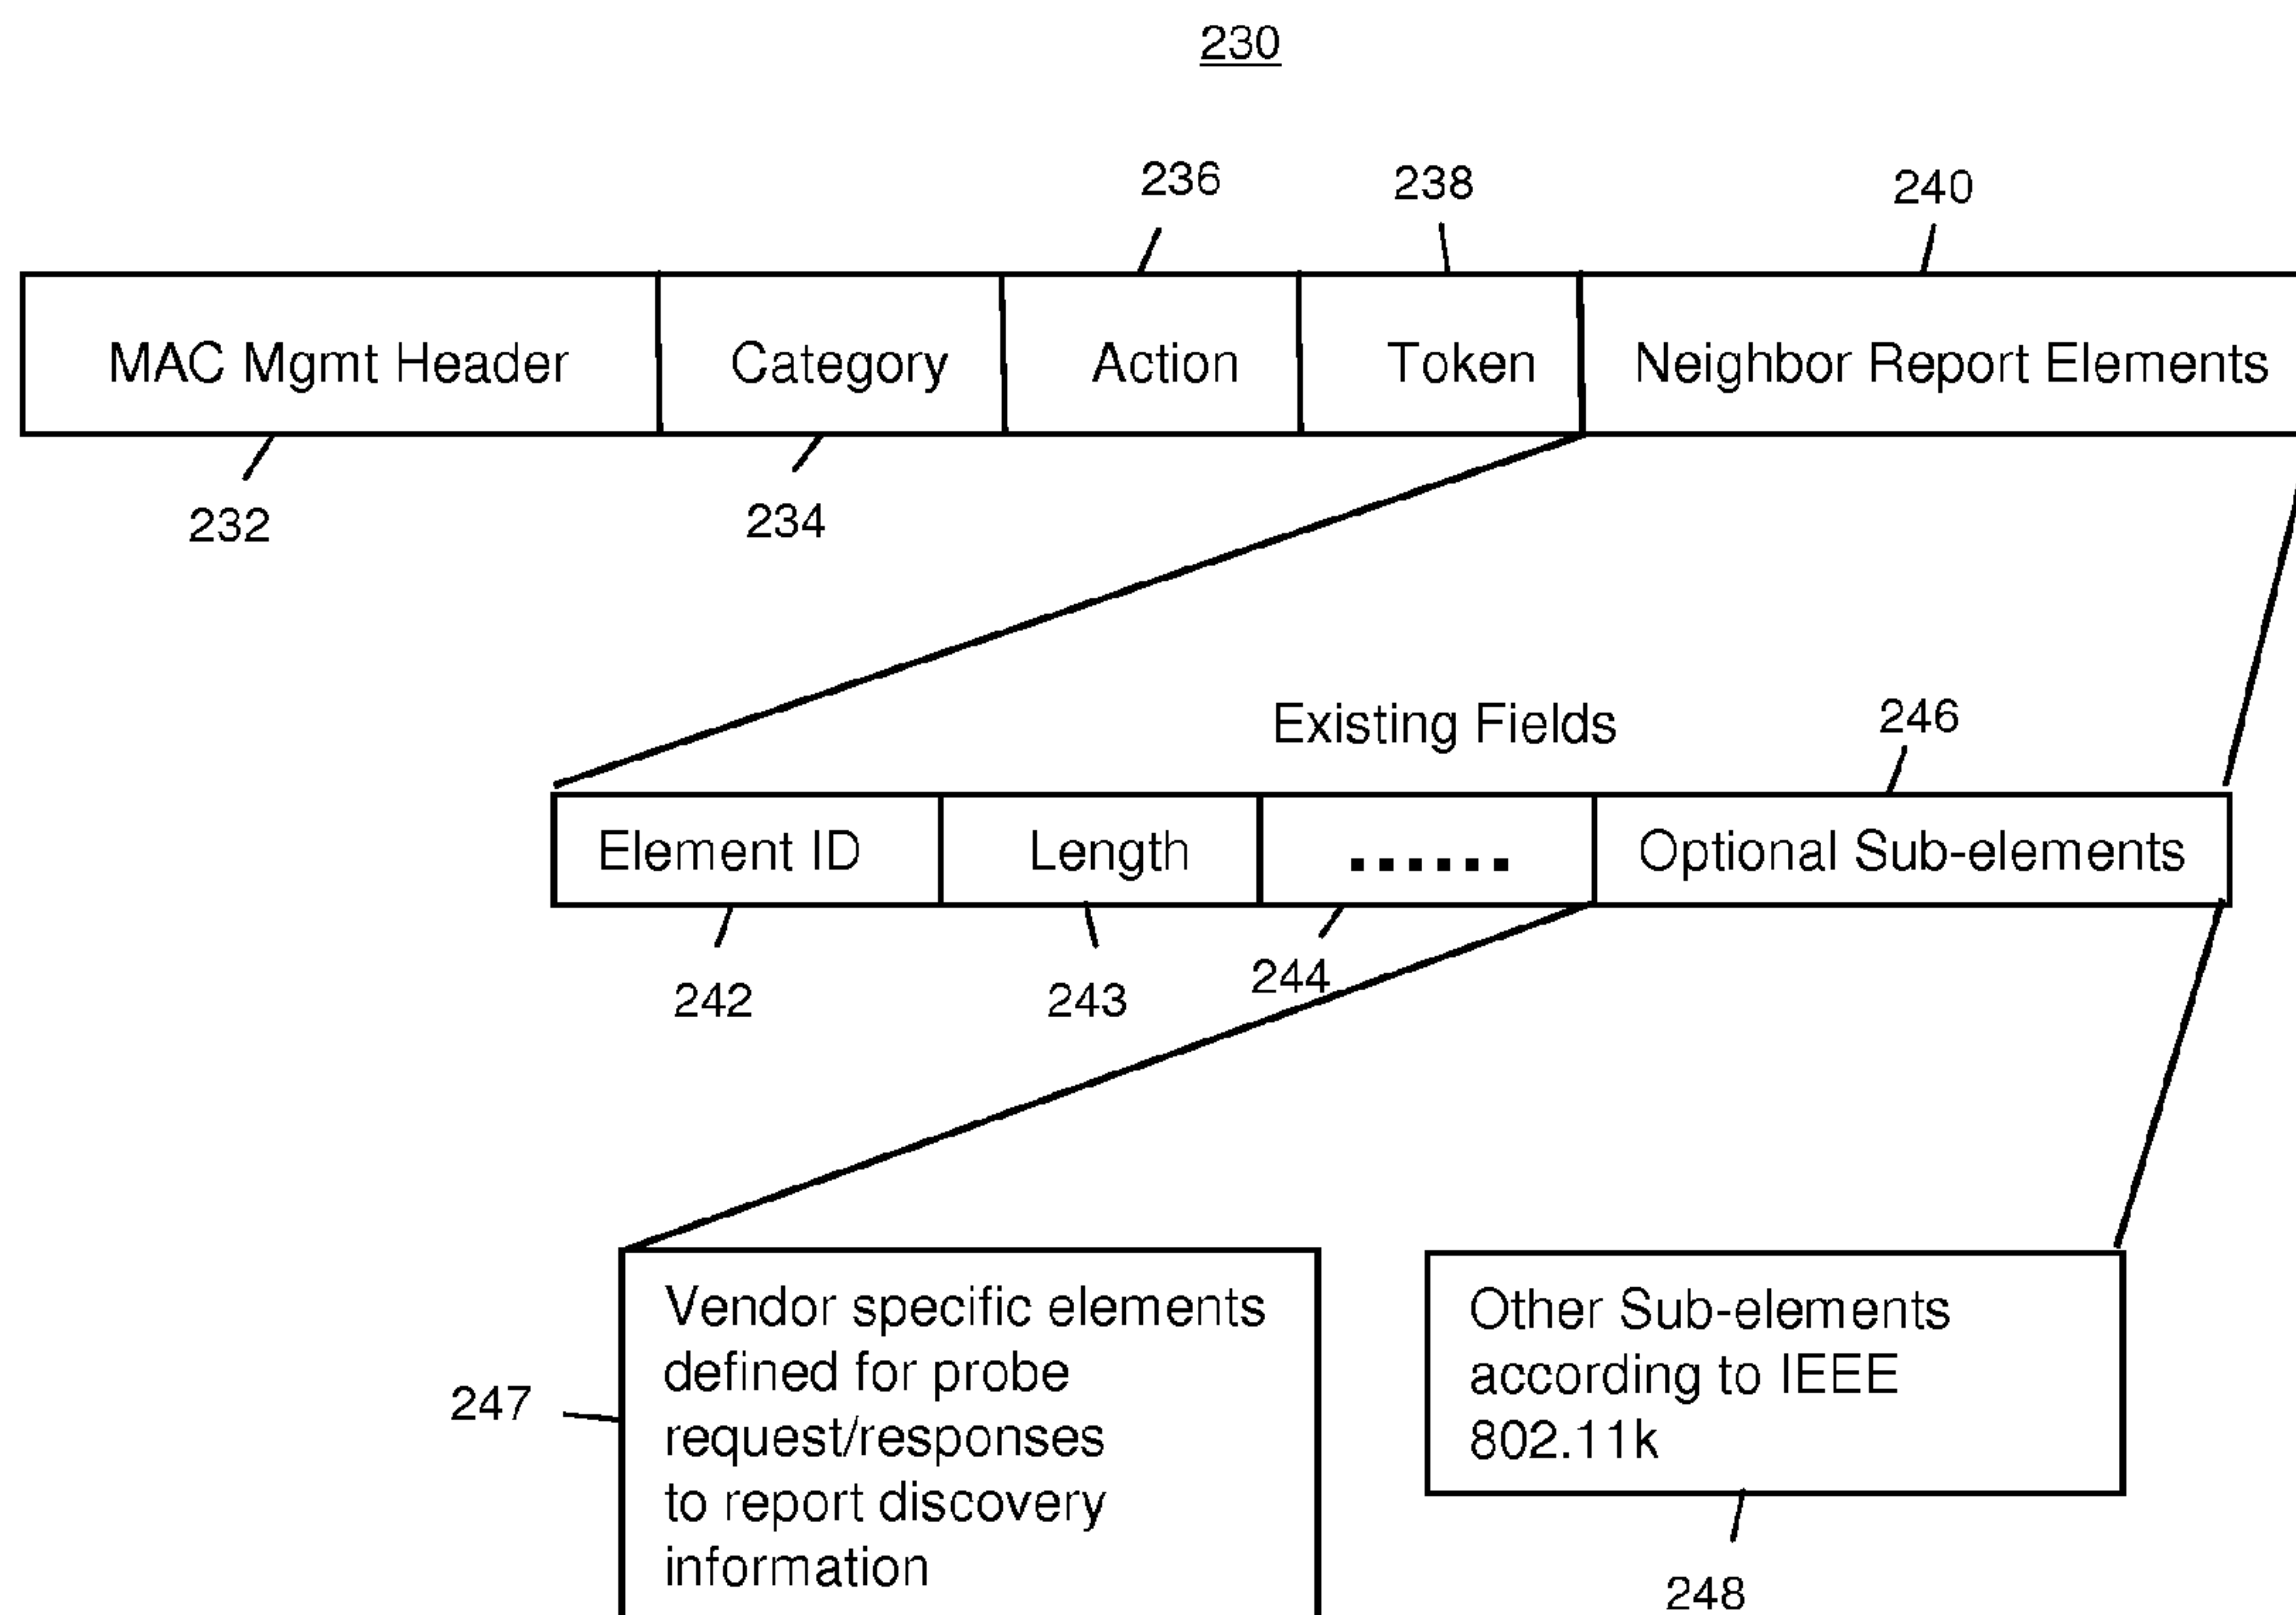 230
236
238
240
MAC Mgmt Header
Category
Action
Token
Neighbor Report Elements
232
234
Existing Fields
246
Element ID
Length
......
Optional Sub-elements
242
243
244
247
Vendor specific elements
defined for probe
request/responses
to report discovery
information
Other Sub-elements
according to IEEE
802.11k
248